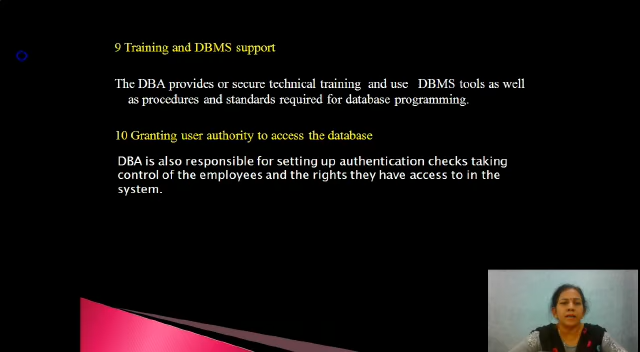 9 Training and DBMS support
The DBA provides or secure technical training and use DBMS tools as well
as procedures and standards required for database programming.
10 Granting user authority to access the database
DBA is also responsible for setting up authentication checks taking
control of the employees and the rights they have access to in the
system.